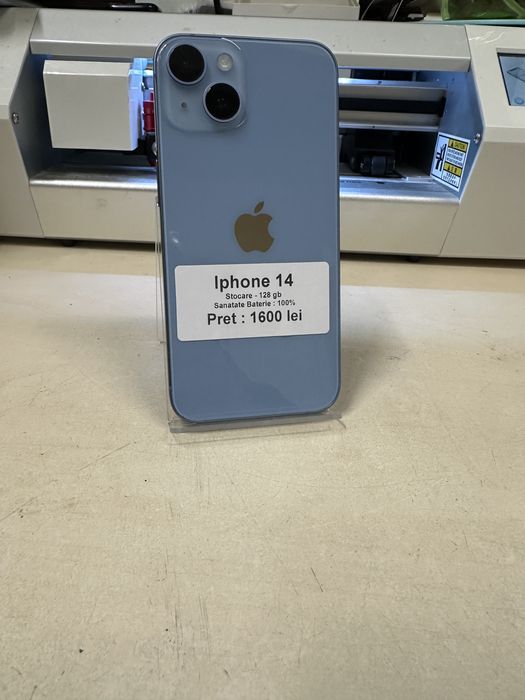 Iphone 14
Stocare - 128 gb
Sanatate Baterie : 100%
Pret : 1600 lei